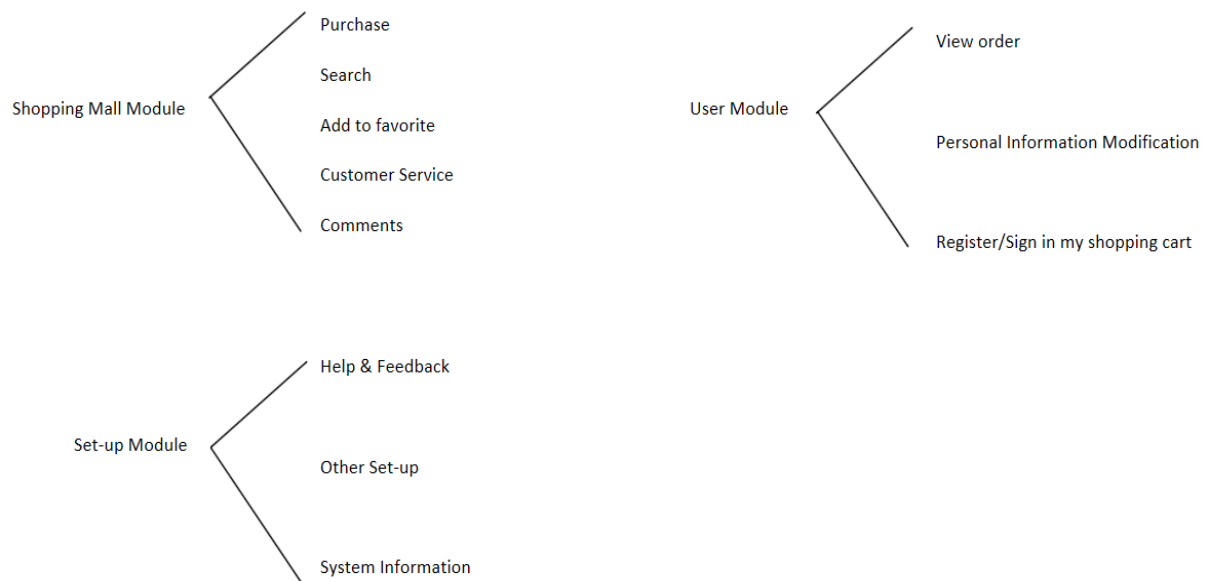 Shopping Mall Module
Purchase
Search
Add to favorite
Customer Service
Comments
User Module
View order
Personal Information Modification
Register/Sign in my shopping cart
Set-up Module
Help & Feedback
Other Set-up
System Information